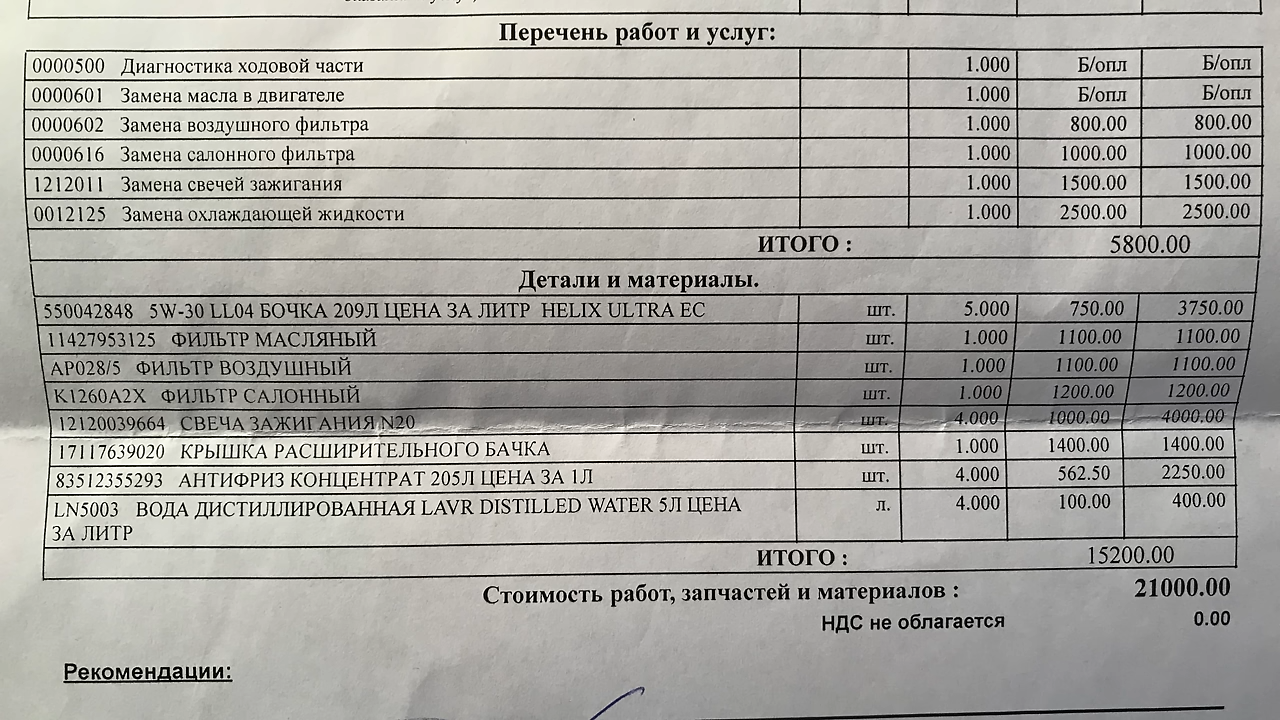 Перечень работ и услуг:
0000500 Диагностика ходовой части 1.000 Б/опл Б/опл
0000601 Замена масла в двигателе 1.000 Б/опл Б/опл
0000602 Замена воздушного фильтра 1.000 800.00 800.00
0000616 Замена салонного фильтра 1.000 1000.00 1000.00
1212011 Замена свечей зажигания 1.000 1500.00 1500.00
0012125 Замена охлаждающей жидкости 1.000 2500.00 2500.00
ИТОГО : 5800.00
Детали и материалы.
550042848 5W-30 LL04 БОЧКА 209Л ЦЕНА ЗА ЛИТР HELIX ULTRA EC шт. 5.000 750.00 3750.00
11427953125 ФИЛЬТР МАСЛЯНЫЙ шт. 1.000 1100.00 1100.00
AP028/5 ФИЛЬТР ВОЗДУШНЫЙ шт. 1.000 1100.00 1100.00
K1260A2X ФИЛЬТР САЛОННЫЙ шт. 1.000 1200.00 1200.00
12120039664 СВЕЧА ЗАЖИГАНИЯ N20 шт. 4.000 1000.00 4000.00
17117639020 КРЫШКА РАСШИРИТЕЛЬНОГО БАЧКА шт. 1.000 1400.00 1400.00
83512355293 АНТИФРИЗ КОНЦЕНТРАТ 205Л ЦЕНА ЗА 1Л шт. 4.000 562.50 2250.00
LN5003 ВОДА ДИСТИЛЛИРОВАННАЯ LAVR DISTILLED WATER 5Л ЦЕНА л. 4.000 100.00 400.00
ЗА ЛИТР
ИТОГО : 15200.00
Стоимость работ, запчастей и материалов : 21000.00
НДС не облагается 0.00
Рекомендации: